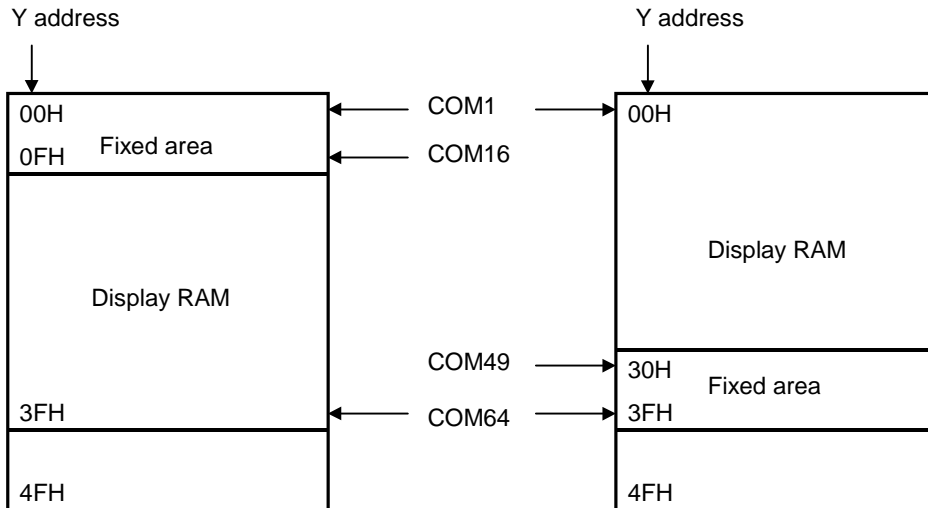 Y address
00H
Fixed area
0FH
Display RAM
3FH
4FH
COM1
COM16
COM49
COM64
Y address
00H
Display RAM
30H
Fixed area
3FH
4FH